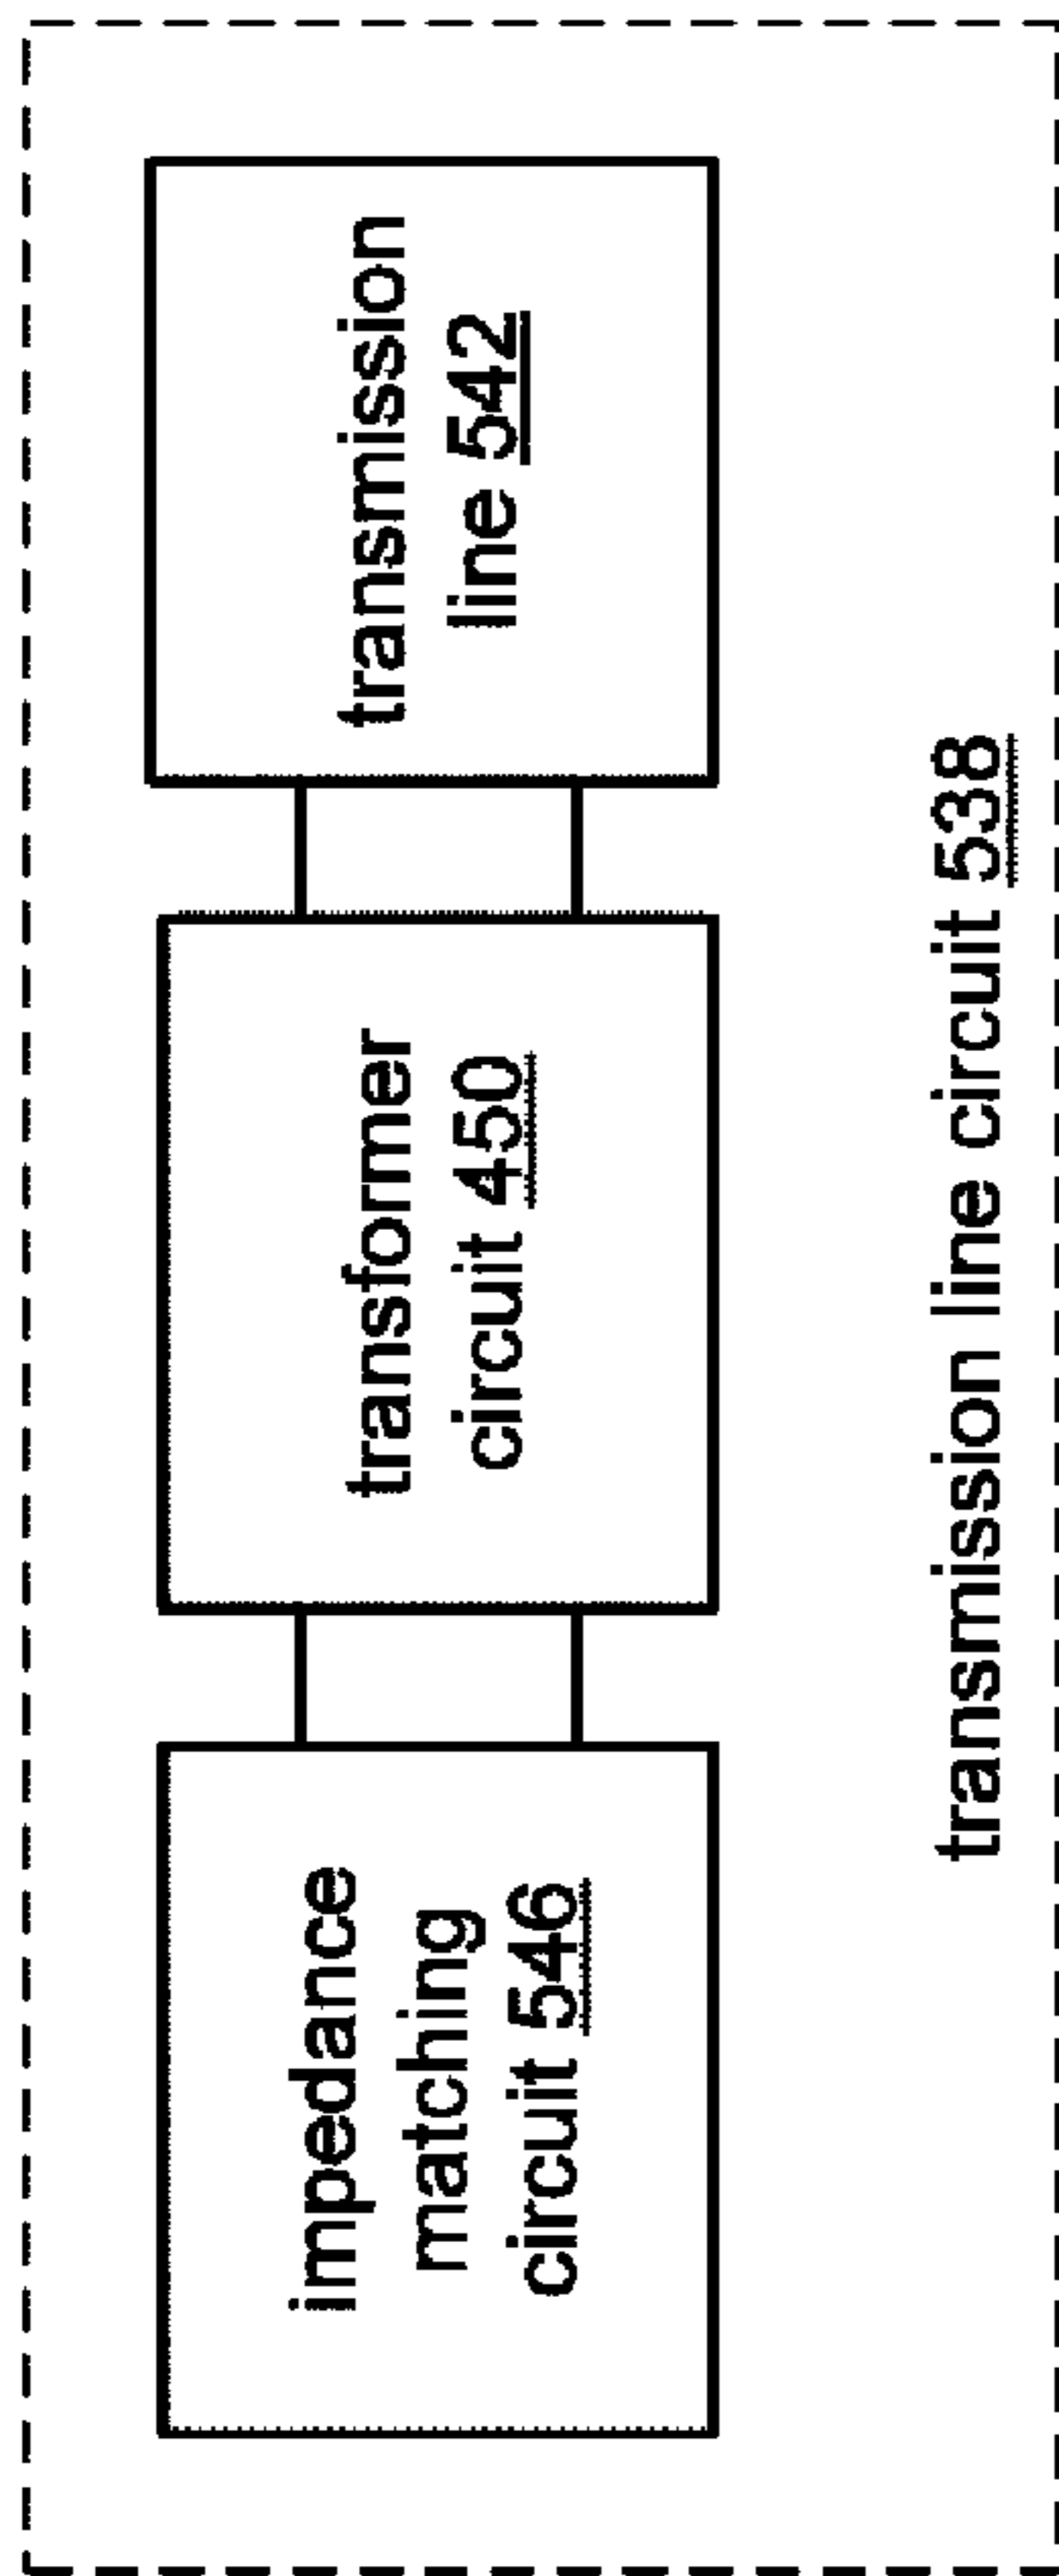 impedance
matching
circuit 546
transformer
circuit 450
transmission
line 542
transmission line circuit 538